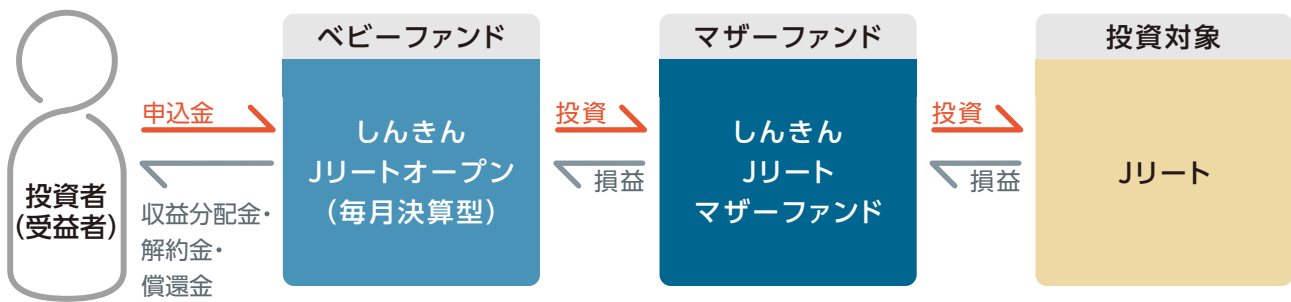 投資者
(受益者)
申込金
収益分配金・
解約金・
償還金
ベビーファンド
しんきん
Jリートオープン
(毎月決算型)
投資
損益
マザーファンド
しんきん
Jリート
マザーファンド
投資
損益
投資対象
Jリート